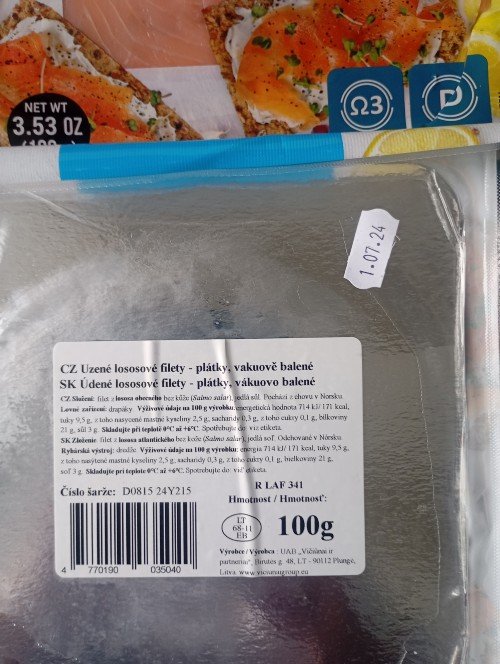 NET WT
3.53 OZ
Ω3
1.07.24
CZ Uzené lososové filety - plátky, vakuově balené
SK Údené lososové filety - plátky, vákuovo balené
CZ Složení: filet z lososa obecného bez kůže (Salmo salar), jedlá sůl. Pochází z chovu v Norsku.
Lovné zařízení: drapáky. Výživové údaje na 100 g výrobku: energetická hodnota 714 kJ/ 171 kcal,
tuky 9,5 g, z toho nasycené mastné kyseliny 2,5 g, sacharidy 0,3 g, z toho cukry 0,1 g, bílkoviny
21 g, sůl 3 g. Skladujte při teplotě 0°C až +6°C. Spotřebujte do: viz etiketa.
SK Zloženie: filet z lososa atlantického bez kože (Salmo salar), jedlá soľ. Odchované v Nórsku.
Rybársky výstroj: dredže. Výživové údaje na 100 g výrobku: energia 714 kJ/ 171 kcal, tuky 9,5 g,
z toho nasýtené mastné kyseliny 2,5 g, sacharidy 0,3 g, z toho cukry 0,1 g, bielkoviny 21 g,
soľ 3 g. Skladujte pri teplote 0°C až +6°C. Spotrebujte do: viď etiketa.
Číslo šarže: D0815 24Y215
R LAF 341
Hmotnost / Hmotnosť:
LT
68-11
EB
100g
4 770190 035040
Výrobce/Výrobca : UAB „Vičiūnai ir
partneriai", Birutės g. 48, LT - 90112 Plungė,
Litva. www.viciunaigroup.eu